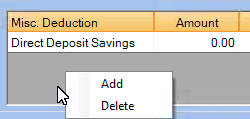 Misc. Deduction Amount
Direct Deposit Savings 0.00
Add
Delete